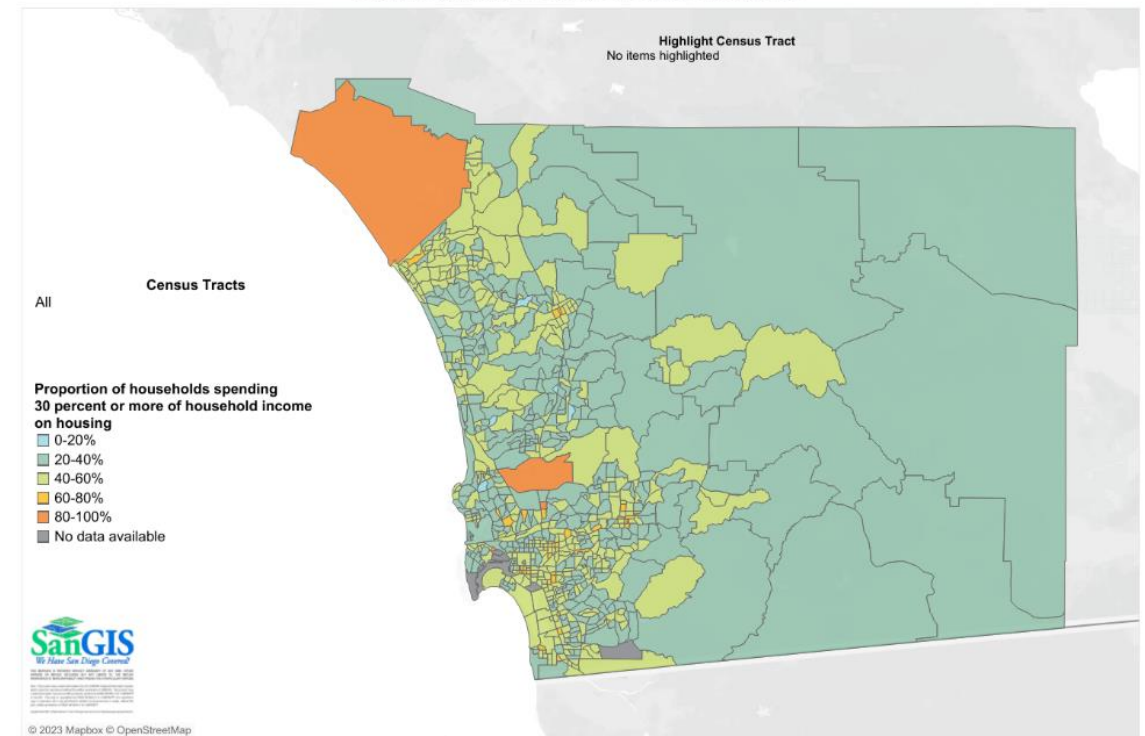 Highlight Census Tract
No items highlighted
Census Tracts
All
Proportion of households spending
30 percent or more of household income
on housing
0-20%
20-40%
40-60%
60-80%
80-100%
No data available
SanGIS
We Have San Diego Covered!
© 2023 Mapbox © OpenStreetMap